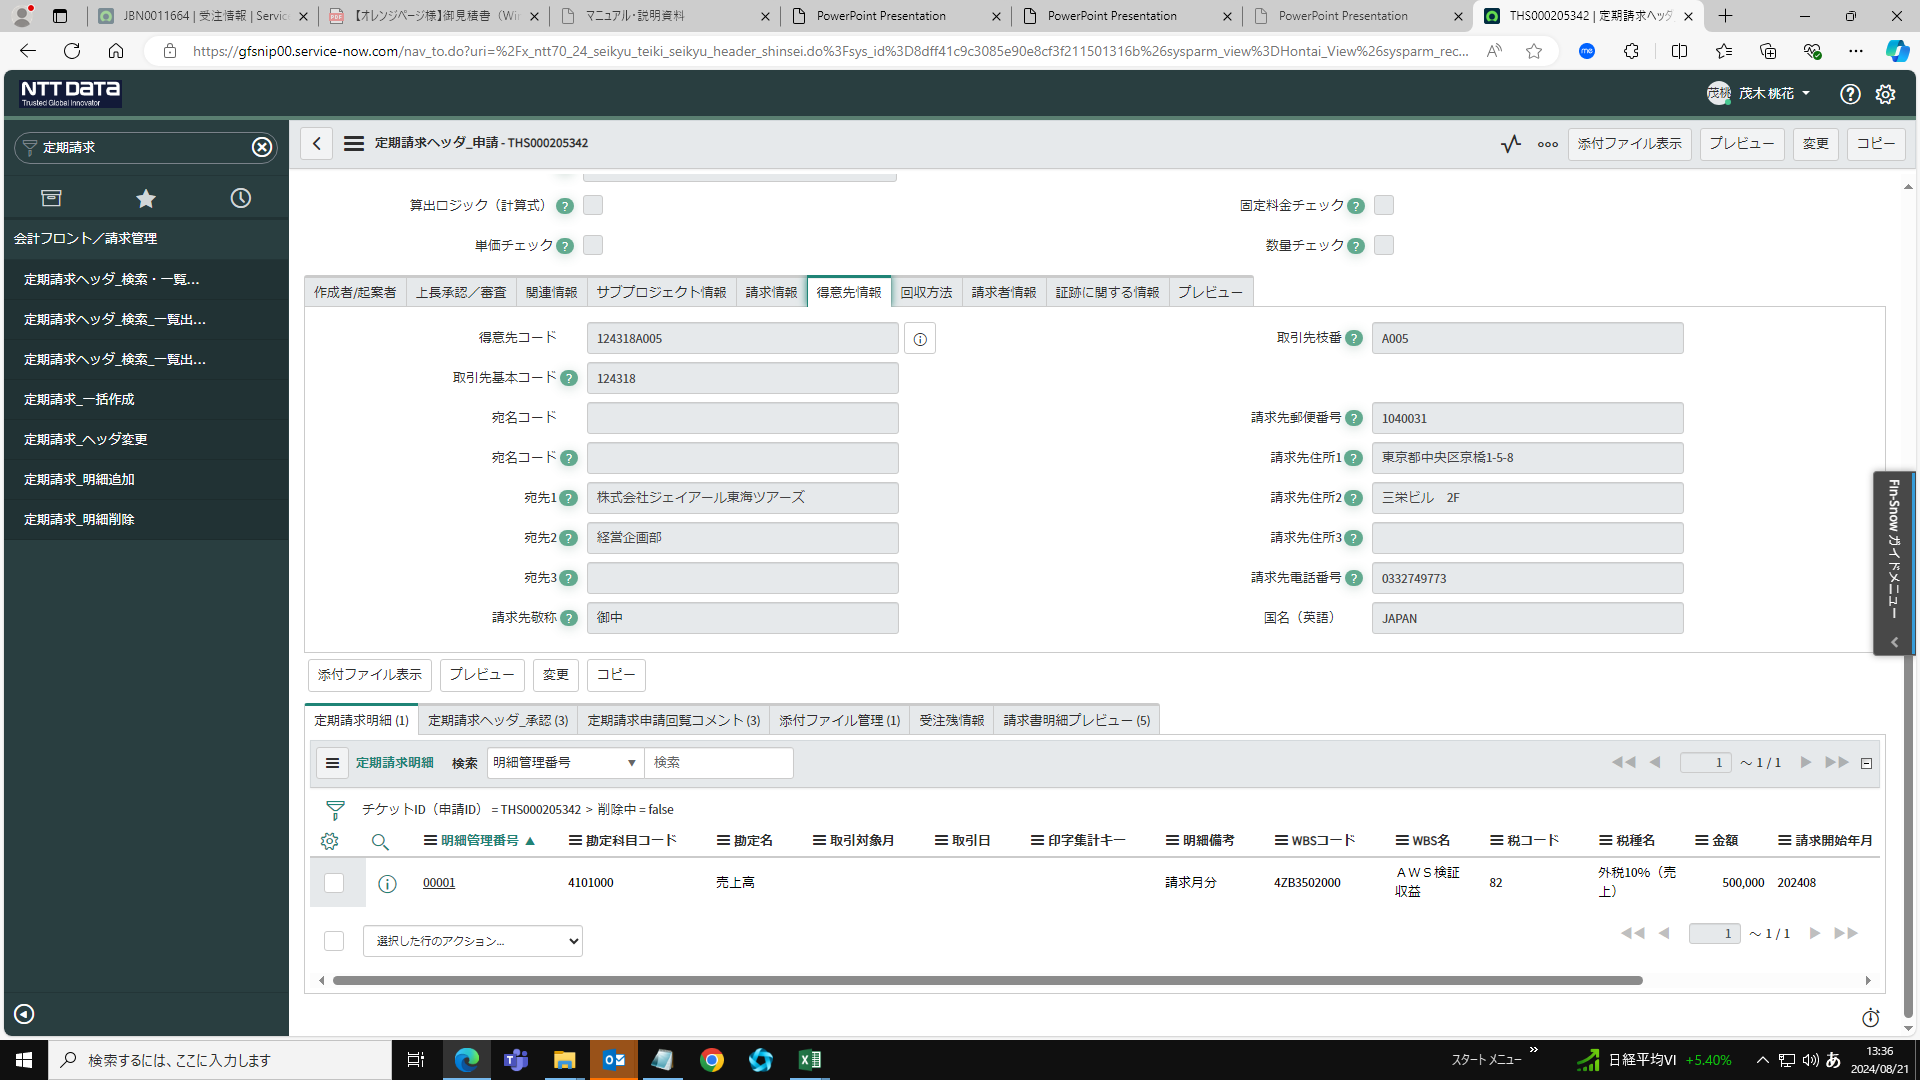 JBN0011664 | 受注情報 | Service
【オレンジページ様】御見積書（Win
マニュアル・説明資料
PowerPoint Presentation
PowerPoint Presentation
PowerPoint Presentation
THS000205342 | 定期請求ヘッダ
https://gfsnip00.service-now.com/nav_to.do?uri=%2Fx_ntt70_24_seikyu_teiki_seikyu_header_shinsei.do%3Fsys_id%3D8dff41c9c3085e90e8cf3f211501316b%26sysparm_view%3DHontai_View%26sysparm_rec...
NTT DATA
Trusted Global Innovator
茂桃 茂木 桃花
定期請求
会計フロント／請求管理
定期請求ヘッダ_検索・一覧...
定期請求ヘッダ_検索_一覧出...
定期請求ヘッダ_検索_一覧出...
定期請求_一括作成
定期請求_ヘッダ変更
定期請求_明細追加
定期請求_明細削除
定期請求ヘッダ_申請 - THS000205342
添付ファイル表示 プレビュー 変更 コピー
算出ロジック（計算式） 固定料金チェック
単価チェック 数量チェック
作成者/起案者 上長承認／審査 関連情報 サブプロジェクト情報 請求情報 得意先情報 回収方法 請求者情報 証跡に関する情報 プレビュー
得意先コード 124318A005 取引先枝番 A005
取引先基本コード 124318
宛名コード 請求先郵便番号 1040031
宛名コード 請求先住所1 東京都中央区京橋1-5-8
宛先1 株式会社ジェイアール東海ツアーズ 請求先住所2 三栄ビル　2F
宛先2 経営企画部 請求先住所3
宛先3 請求先電話番号 0332749773
請求先敬称 御中 国名（英語） JAPAN
添付ファイル表示 プレビュー 変更 コピー
定期請求明細 (1) 定期請求ヘッダ_承認 (3) 定期請求申請回覧コメント (3) 添付ファイル管理 (1) 受注残情報 請求書明細プレビュー (5)
定期請求明細 検索 明細管理番号 検索 1 ～ 1 / 1
チケットID（申請ID） = THS000205342 > 削除中 = false
明細管理番号 ▲ 勘定科目コード 勘定名 取引対象月 取引日 印字集計キー 明細備考 WBSコード WBS名 税コード 税種名 金額 請求開始年月
00001 4101000 売上高 請求月分 4ZB3502000 ＡＷＳ検証収益 82 外税10%（売上） 500,000 202408
選択した行のアクション... 1 ～ 1 / 1
Fin-Snow ガイドメニュー
検索するには、ここに入力します
スタート メニュー
日経平均VI +5.40%
あ
13:36
2024/08/21